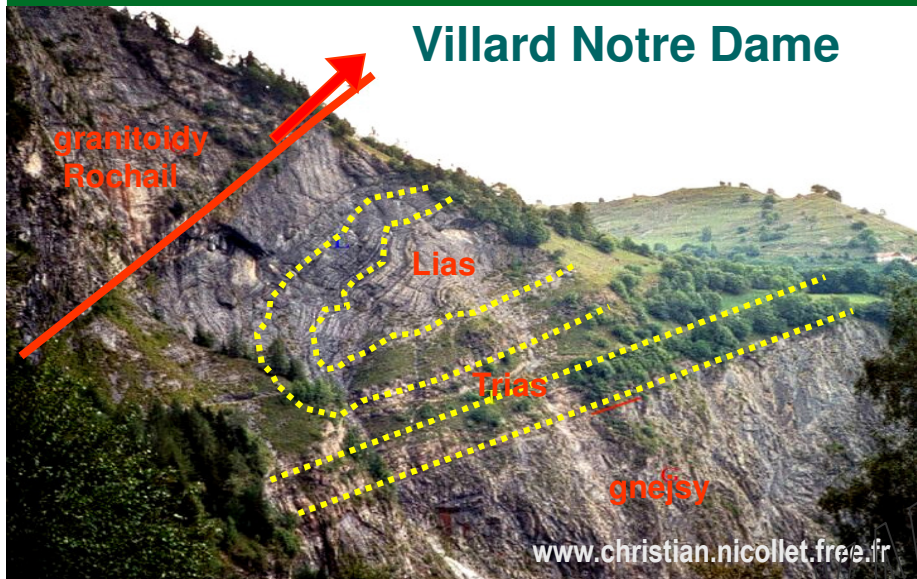 Villard Notre Dame
granitoidy
Rochail
Lias
Trias
gnejsy
www.christian.nicollet.free.fr